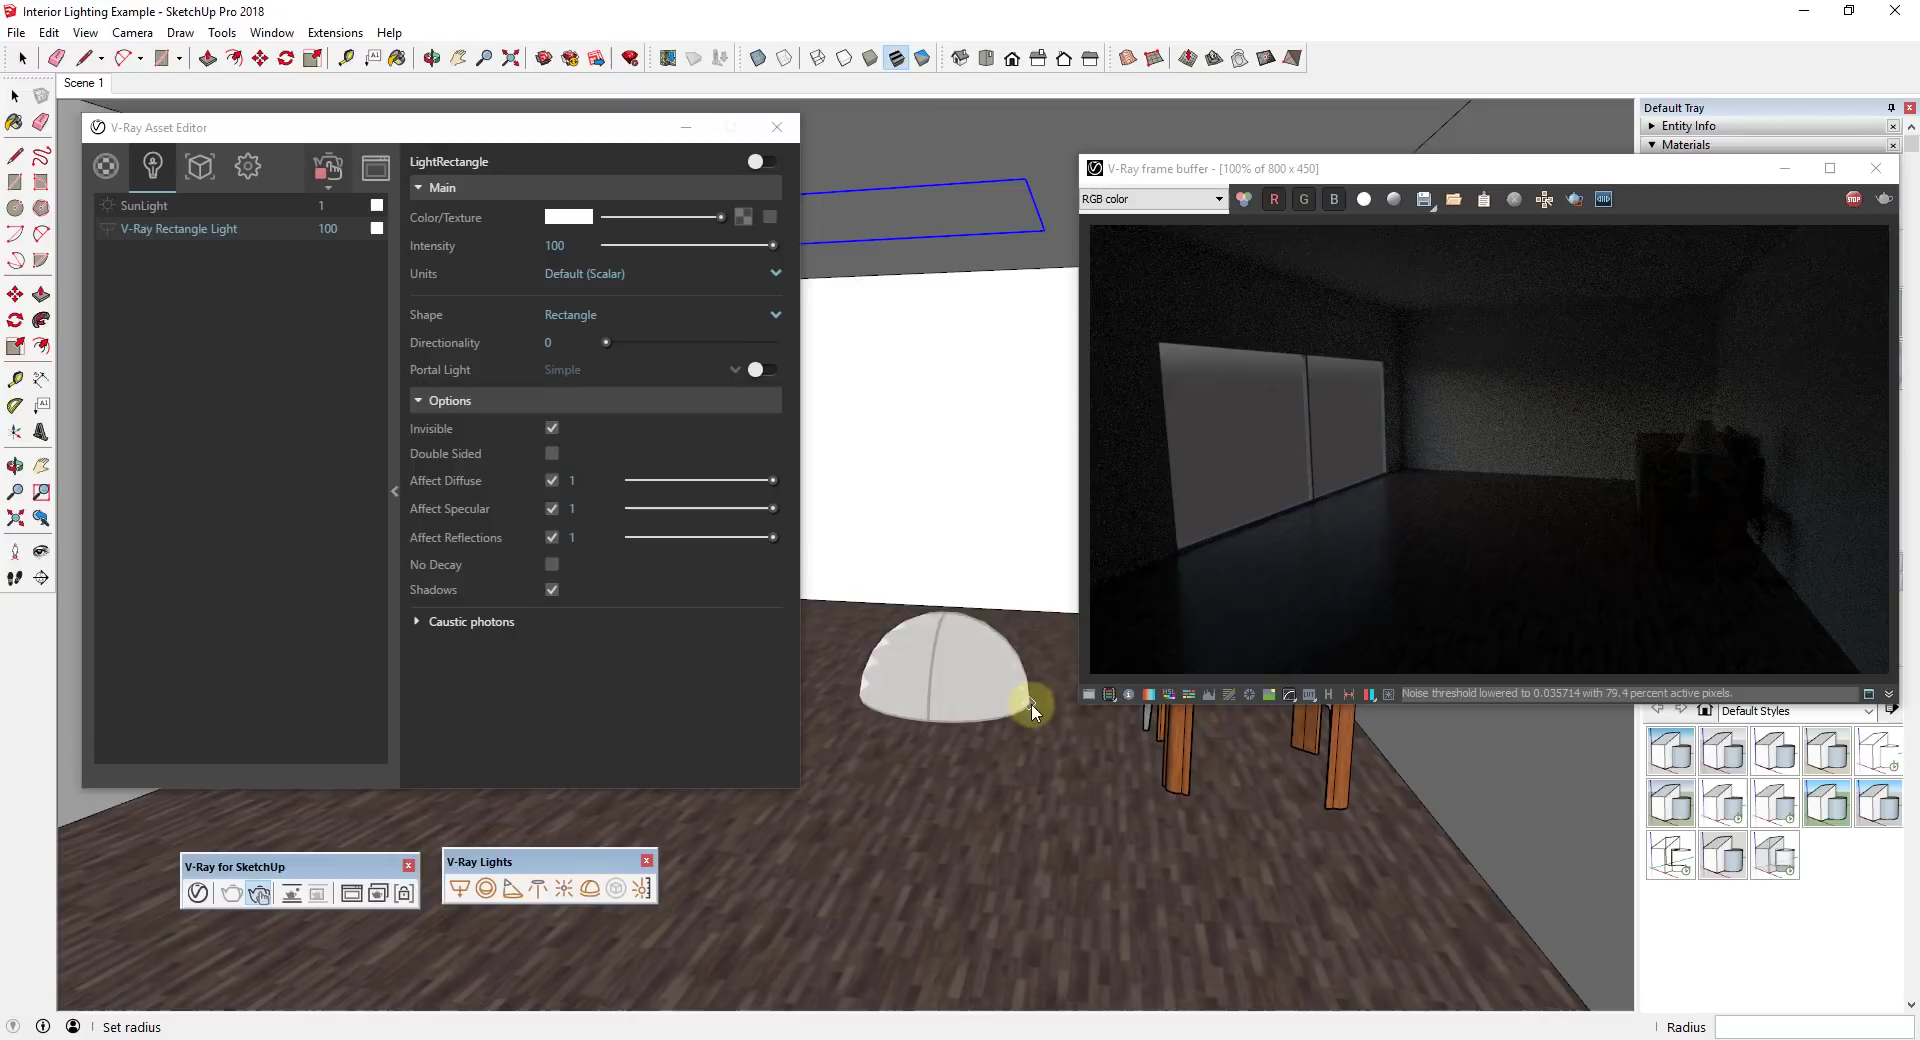 Interior Lighting Example - SketchUp Pro 2018
File Edit View Camera Draw Tools Window Extensions Help
Scene 1
Default Tray
Entity Info
Materials
V-Ray Asset Editor
SunLight 1
V-Ray Rectangle Light 100
LightRectangle
Main
Color/Texture
Intensity 100
Units Default (Scalar)
Shape Rectangle
Directionality 0
Portal Light Simple
Options
Invisible
Double Sided
Affect Diffuse 1
Affect Specular 1
Affect Reflections 1
No Decay
Shadows
Caustic photons
V-Ray frame buffer - [100% of 800 x 450]
RGB color
R G B
STOP
H
Noise threshold lowered to 0.035714 with 79.4 percent active pixels.
Default Styles
V-Ray for SketchUp
V-Ray Lights
Set radius
Radius